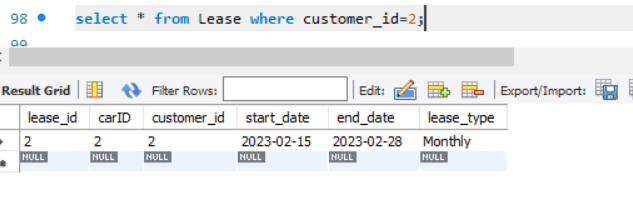 98 select * from Lease where customer_id=2;
99
Result Grid Filter Rows: Edit: Export/Import:
lease_id carID customer_id start_date end_date lease_type
2 2 2 2023-02-15 2023-02-28 Monthly
NULL NULL NULL NULL NULL NULL